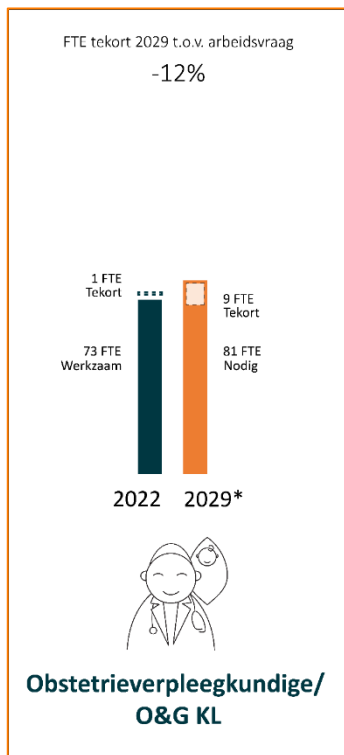 FTE tekort 2029 t.o.v. arbeidsvraag
-12%
1 FTE
Tekort
9 FTE
Tekort
73 FTE
Werkzaam
81 FTE
Nodig
2022
2029*
Obstetrieverpleegkundige/
O&G KL